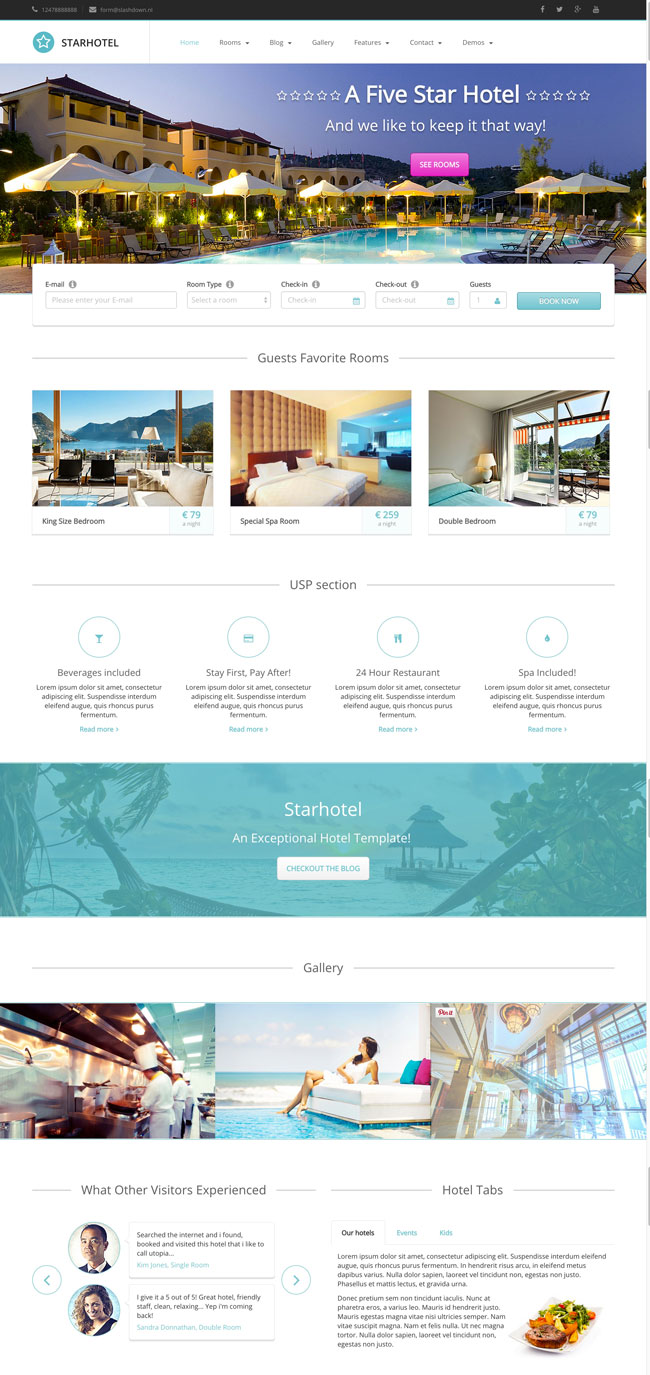 12478888888 form@slashdown.nl
STARHOTEL
Home Rooms Blog Gallery Features Contact Demos
A Five Star Hotel
And we like to keep it that way!
SEE ROOMS
E-mail Room Type Check-in Check-out Guests
Please enter your E-mail Select a room Check-in Check-out 1 BOOK NOW
Guests Favorite Rooms
King Size Bedroom € 79 a night
Special Spa Room € 259 a night
Double Bedroom € 79 a night
USP section
Beverages included
Lorem ipsum dolor sit amet, consectetur
adipiscing elit. Suspendisse interdum
eleifend augue, quis rhoncus purus
fermentum.
Read more
Stay First, Pay After!
Lorem ipsum dolor sit amet, consectetur
adipiscing elit. Suspendisse interdum
eleifend augue, quis rhoncus purus
fermentum.
Read more
24 Hour Restaurant
Lorem ipsum dolor sit amet, consectetur
adipiscing elit. Suspendisse interdum
eleifend augue, quis rhoncus purus
fermentum.
Read more
Spa Included!
Lorem ipsum dolor sit amet, consectetur
adipiscing elit. Suspendisse interdum
eleifend augue, quis rhoncus purus
fermentum.
Read more
Starhotel
An Exceptional Hotel Template!
CHECKOUT THE BLOG
Gallery
Pin it
What Other Visitors Experienced
Searched the internet and i found,
booked and visited this hotel that i like to
call utopia...
Kim Jones, Single Room
I give it a 5 out of 5! Great hotel, friendly
staff, clean, relaxing... Yep i'm coming
back!
Sandra Donnathan, Double Room
Hotel Tabs
Our hotels Events Kids
Lorem ipsum dolor sit amet, consectetur adipiscing elit. Suspendisse interdum
eleifend augue, quis rhoncus purus fermentum. In hendrerit risus arcu, in eleifend metus
dapibus varius. Nulla dolor sapien, laoreet vel tincidunt non, egestas non justo.
Phasellus et mattis lectus, et gravida urna.
Donec pretium sem non tincidunt iaculis. Nunc at
pharetra eros, a varius leo. Mauris id hendrerit justo.
Mauris egestas magna vitae nisi ultricies semper. Nam
vitae suscipit magna. Nam et felis nulla. Ut nec magna
tortor. Nulla dolor sapien, laoreet vel tincidunt non,
egestas non justo.